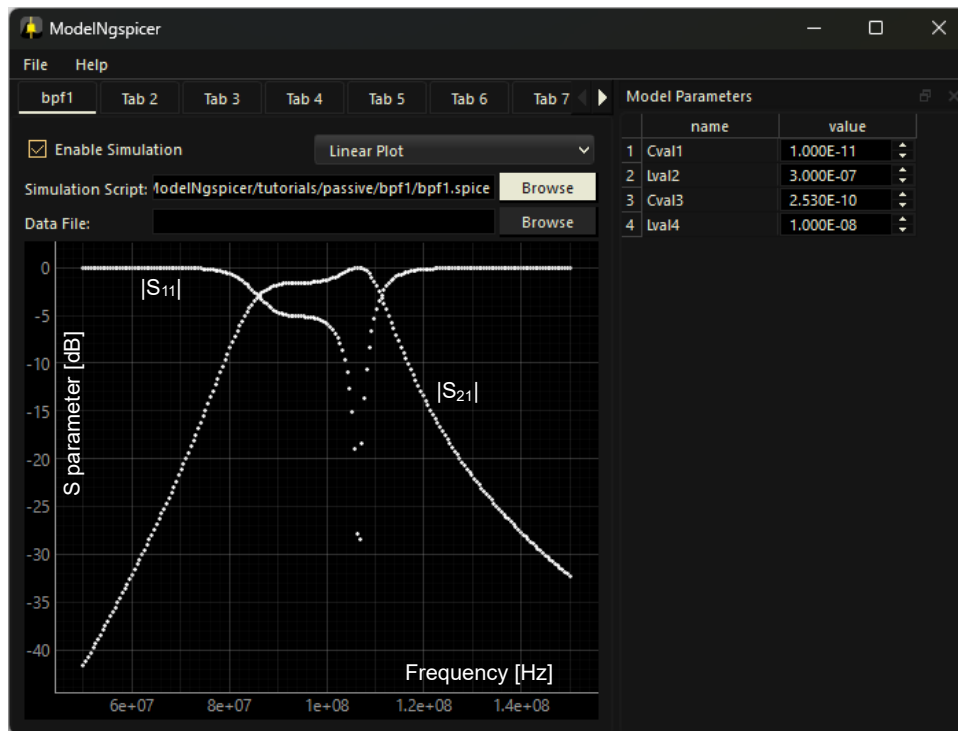 ModelNgspicer
File Help
bpf1 Tab 2 Tab 3 Tab 4 Tab 5 Tab 6 Tab 7
Enable Simulation Linear Plot
Simulation Script: ModelNgspicer/tutorials/passive/bpf1/bpf1.spice Browse
Data File: Browse
0
-5
-10
-15
-20
-25
-30
-35
-40
S parameter [dB]
|S11|
|S21|
Frequency [Hz]
6e+07 8e+07 1e+08 1.2e+08 1.4e+08
Model Parameters
name value
1 Cval1 1.000E-11
2 Lval2 3.000E-07
3 Cval3 2.530E-10
4 Lval4 1.000E-08